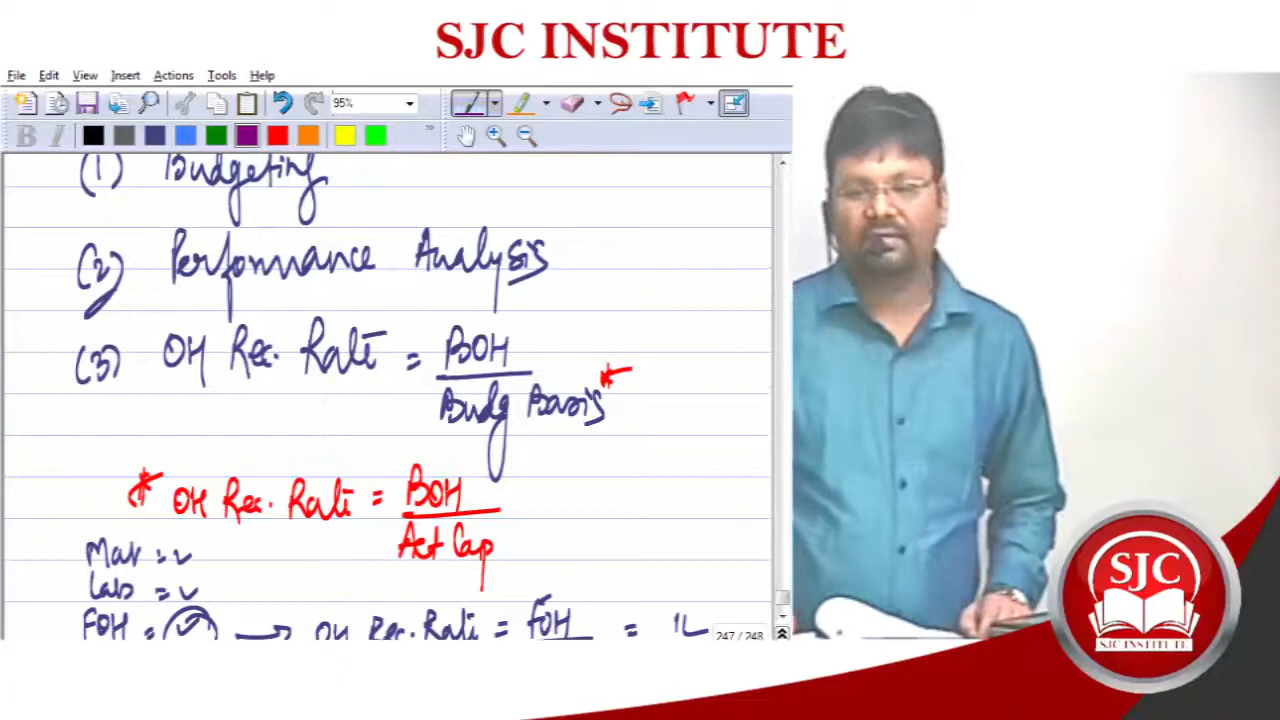 SJC INSTITUTE
File Edit View Insert Actions Tools Help
95%
B I
(1) Budgeting
(2) Performance Analysis
(3) OH Rec. Rate = BOH
Budg Basis*
* OH Rec. Rate = BOH
Act Cap
Mat = ✓
Lab = ✓
FOH = ✓ → OH Rec. Rate = FOH =
247 / 248
SJC
SJC INSTITUTE